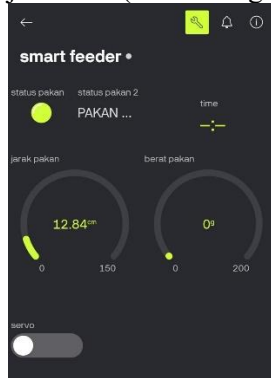 smart feeder
status pakan status pakan 2
PAKAN ...
time
-:-
jarak pakan berat pakan
12.84cm 0g
0 150 0 200
servo